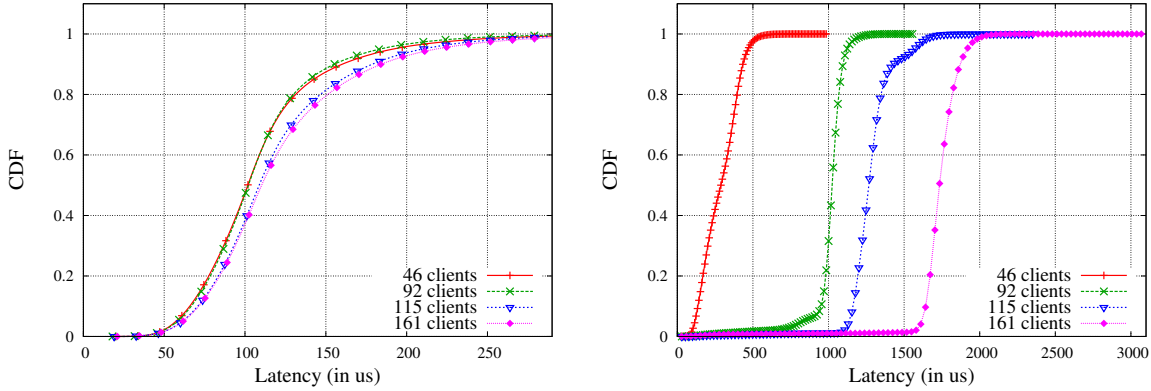 1
0.8
0.6
0.4
0.2
0
CDF
0 50 100 150 200 250
Latency (in us)
46 clients
92 clients
115 clients
161 clients
1
0.8
0.6
0.4
0.2
0
CDF
0 500 1000 1500 2000 2500 3000
Latency (in us)
46 clients
92 clients
115 clients
161 clients